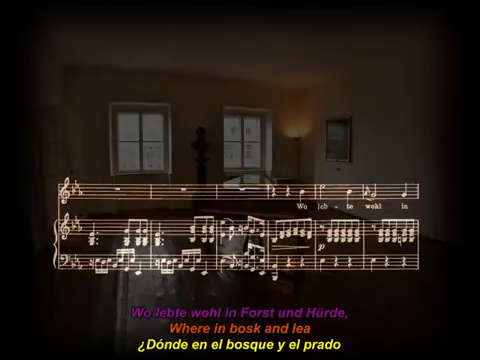 Wo leb - te wohl in
p
Wo lebte wohl in Forst und Hürde,
Where in bosk and lea
¿Dónde en el bosque y el prado